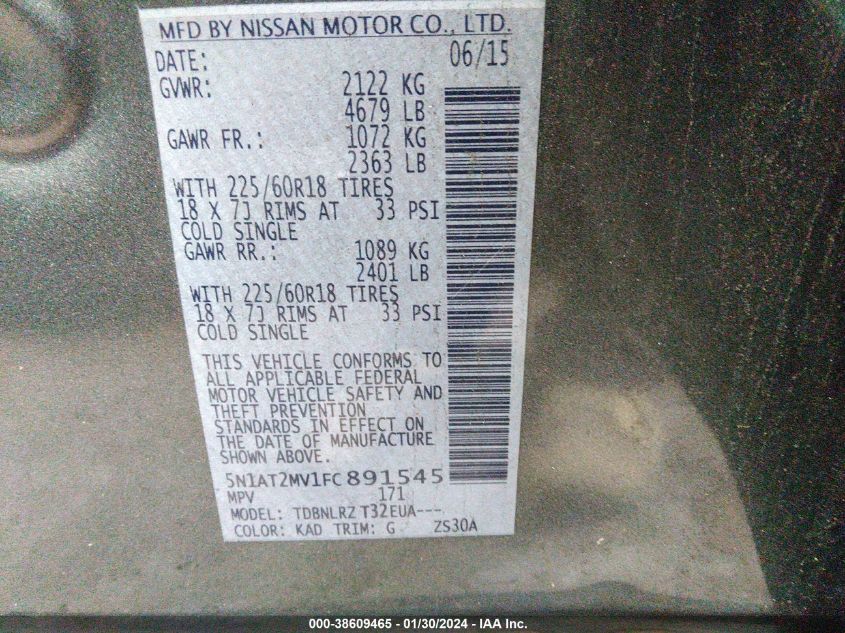 MFD BY NISSAN MOTOR CO., LTD.
DATE: 06/15
GVWR: 2122 KG
4679 LB
GAWR FR.: 1072 KG
2363 LB
WITH 225/60R18 TIRES
18 X 7J RIMS AT 33 PSI
COLD SINGLE
GAWR RR.: 1089 KG
2401 LB
WITH 225/60R18 TIRES
18 X 7J RIMS AT 33 PSI
COLD SINGLE
THIS VEHICLE CONFORMS TO
ALL APPLICABLE FEDERAL
MOTOR VEHICLE SAFETY AND
THEFT PREVENTION
STANDARDS IN EFFECT ON
THE DATE OF MANUFACTURE
SHOWN ABOVE.
5N1AT2MV1FC891545
MPV 171
MODEL: TDBNLRZ T32EUA---
COLOR: KAD TRIM: G ZS30A
000-38609465 - 01/30/2024 - IAA Inc.